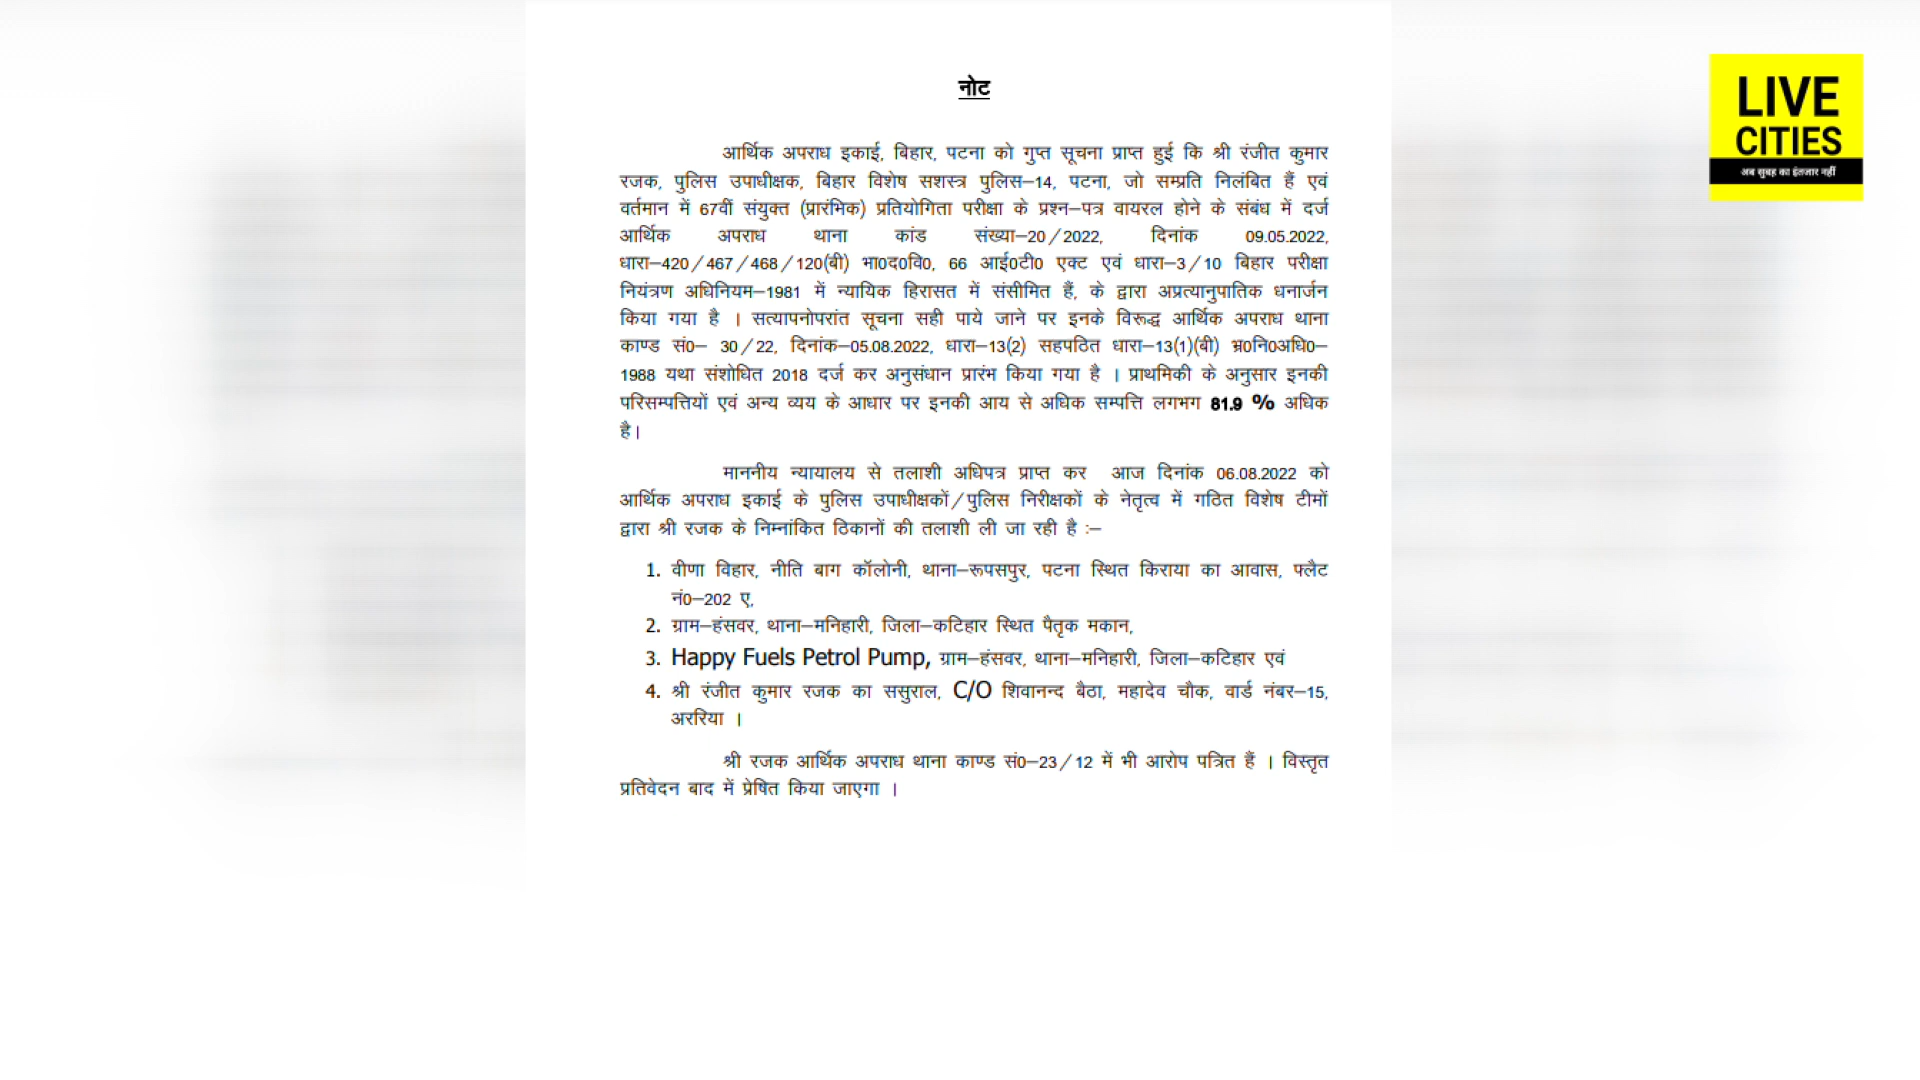 नोट
आर्थिक अपराध इकाई, बिहार, पटना को गुप्त सूचना प्राप्त हुई कि श्री रंजीत कुमार
रजक, पुलिस उपाधीक्षक, बिहार विशेष सशस्त्र पुलिस–14, पटना, जो सम्प्रति निलंबित हैं एवं
वर्तमान में 67वीं संयुक्त (प्रारंभिक) प्रतियोगिता परीक्षा के प्रश्न–पत्र वायरल होने के संबंध में दर्ज
आर्थिक अपराध थाना कांड संख्या–20/2022, दिनांक 09.05.2022,
धारा–420/467/468/120(बी) भा0द0वि0, 66 आई0टी0 एक्ट एवं धारा–3/10 बिहार परीक्षा
नियंत्रण अधिनियम–1981 में न्यायिक हिरासत में संसीमित हैं, के द्वारा अप्रत्यानुपातिक धनार्जन
किया गया है । सत्यापनोपरांत सूचना सही पाये जाने पर इनके विरूद्ध आर्थिक अपराध थाना
काण्ड सं0– 30/22, दिनांक–05.08.2022, धारा–13(2) सहपठित धारा–13(1)(बी) भ्र0नि0अधि0–
1988 यथा संशोधित 2018 दर्ज कर अनुसंधान प्रारंभ किया गया है । प्राथमिकी के अनुसार इनकी
परिसम्पत्तियों एवं अन्य व्यय के आधार पर इनकी आय से अधिक सम्पत्ति लगभग 81.9 % अधिक
है।
माननीय न्यायालय से तलाशी अधिपत्र प्राप्त कर आज दिनांक 06.08.2022 को
आर्थिक अपराध इकाई के पुलिस उपाधीक्षकों/पुलिस निरीक्षकों के नेतृत्व में गठित विशेष टीमों
द्वारा श्री रजक के निम्नांकित ठिकानों की तलाशी ली जा रही है :–
1. वीणा विहार, नीति बाग कॉलोनी, थाना–रूपसपुर, पटना स्थित किराया का आवास, फ्लैट
नं0–202 ए,
2. ग्राम–हंसवर, थाना–मनिहारी, जिला–कटिहार स्थित पैतृक मकान,
3. Happy Fuels Petrol Pump, ग्राम–हंसवर, थाना–मनिहारी, जिला–कटिहार एवं
4. श्री रंजीत कुमार रजक का ससुराल, C/O शिवानन्द बैठा, महादेव चौक, वार्ड नंबर–15,
अररिया ।
श्री रजक आर्थिक अपराध थाना काण्ड सं0–23/12 में भी आरोप पत्रित हैं । विस्तृत
प्रतिवेदन बाद में प्रेषित किया जाएगा ।
LIVE
CITIES
अब सुबह का इंतजार नहीं